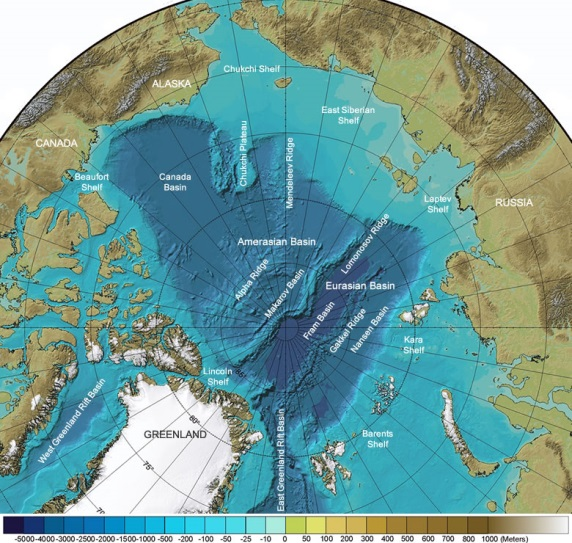 Chukchi Shelf
ALASKA
East Siberian
Shelf
CANADA
Chukchi Plateau
Mendeleev Ridge
Beaufort
Shelf
Canada
Basin
Laptev
Shelf
RUSSIA
Amerasian Basin
Lomonosov Ridge
Alpha Ridge
Makarov Basin
Eurasian Basin
Fram Basin
Gakkel Ridge
Nansen Basin
Kara
Shelf
Lincoln
Shelf
West Greenland Rift Basin
80°
GREENLAND
East Greenland Rift Basin
Barents
Shelf
75°
-5000 -4000 -3000 -2500 -2000 -1500 -1000 -500 -200 -100 -50 -25 -10 0 50 100 200 300 400 500 600 700 800 1000 (Meters)